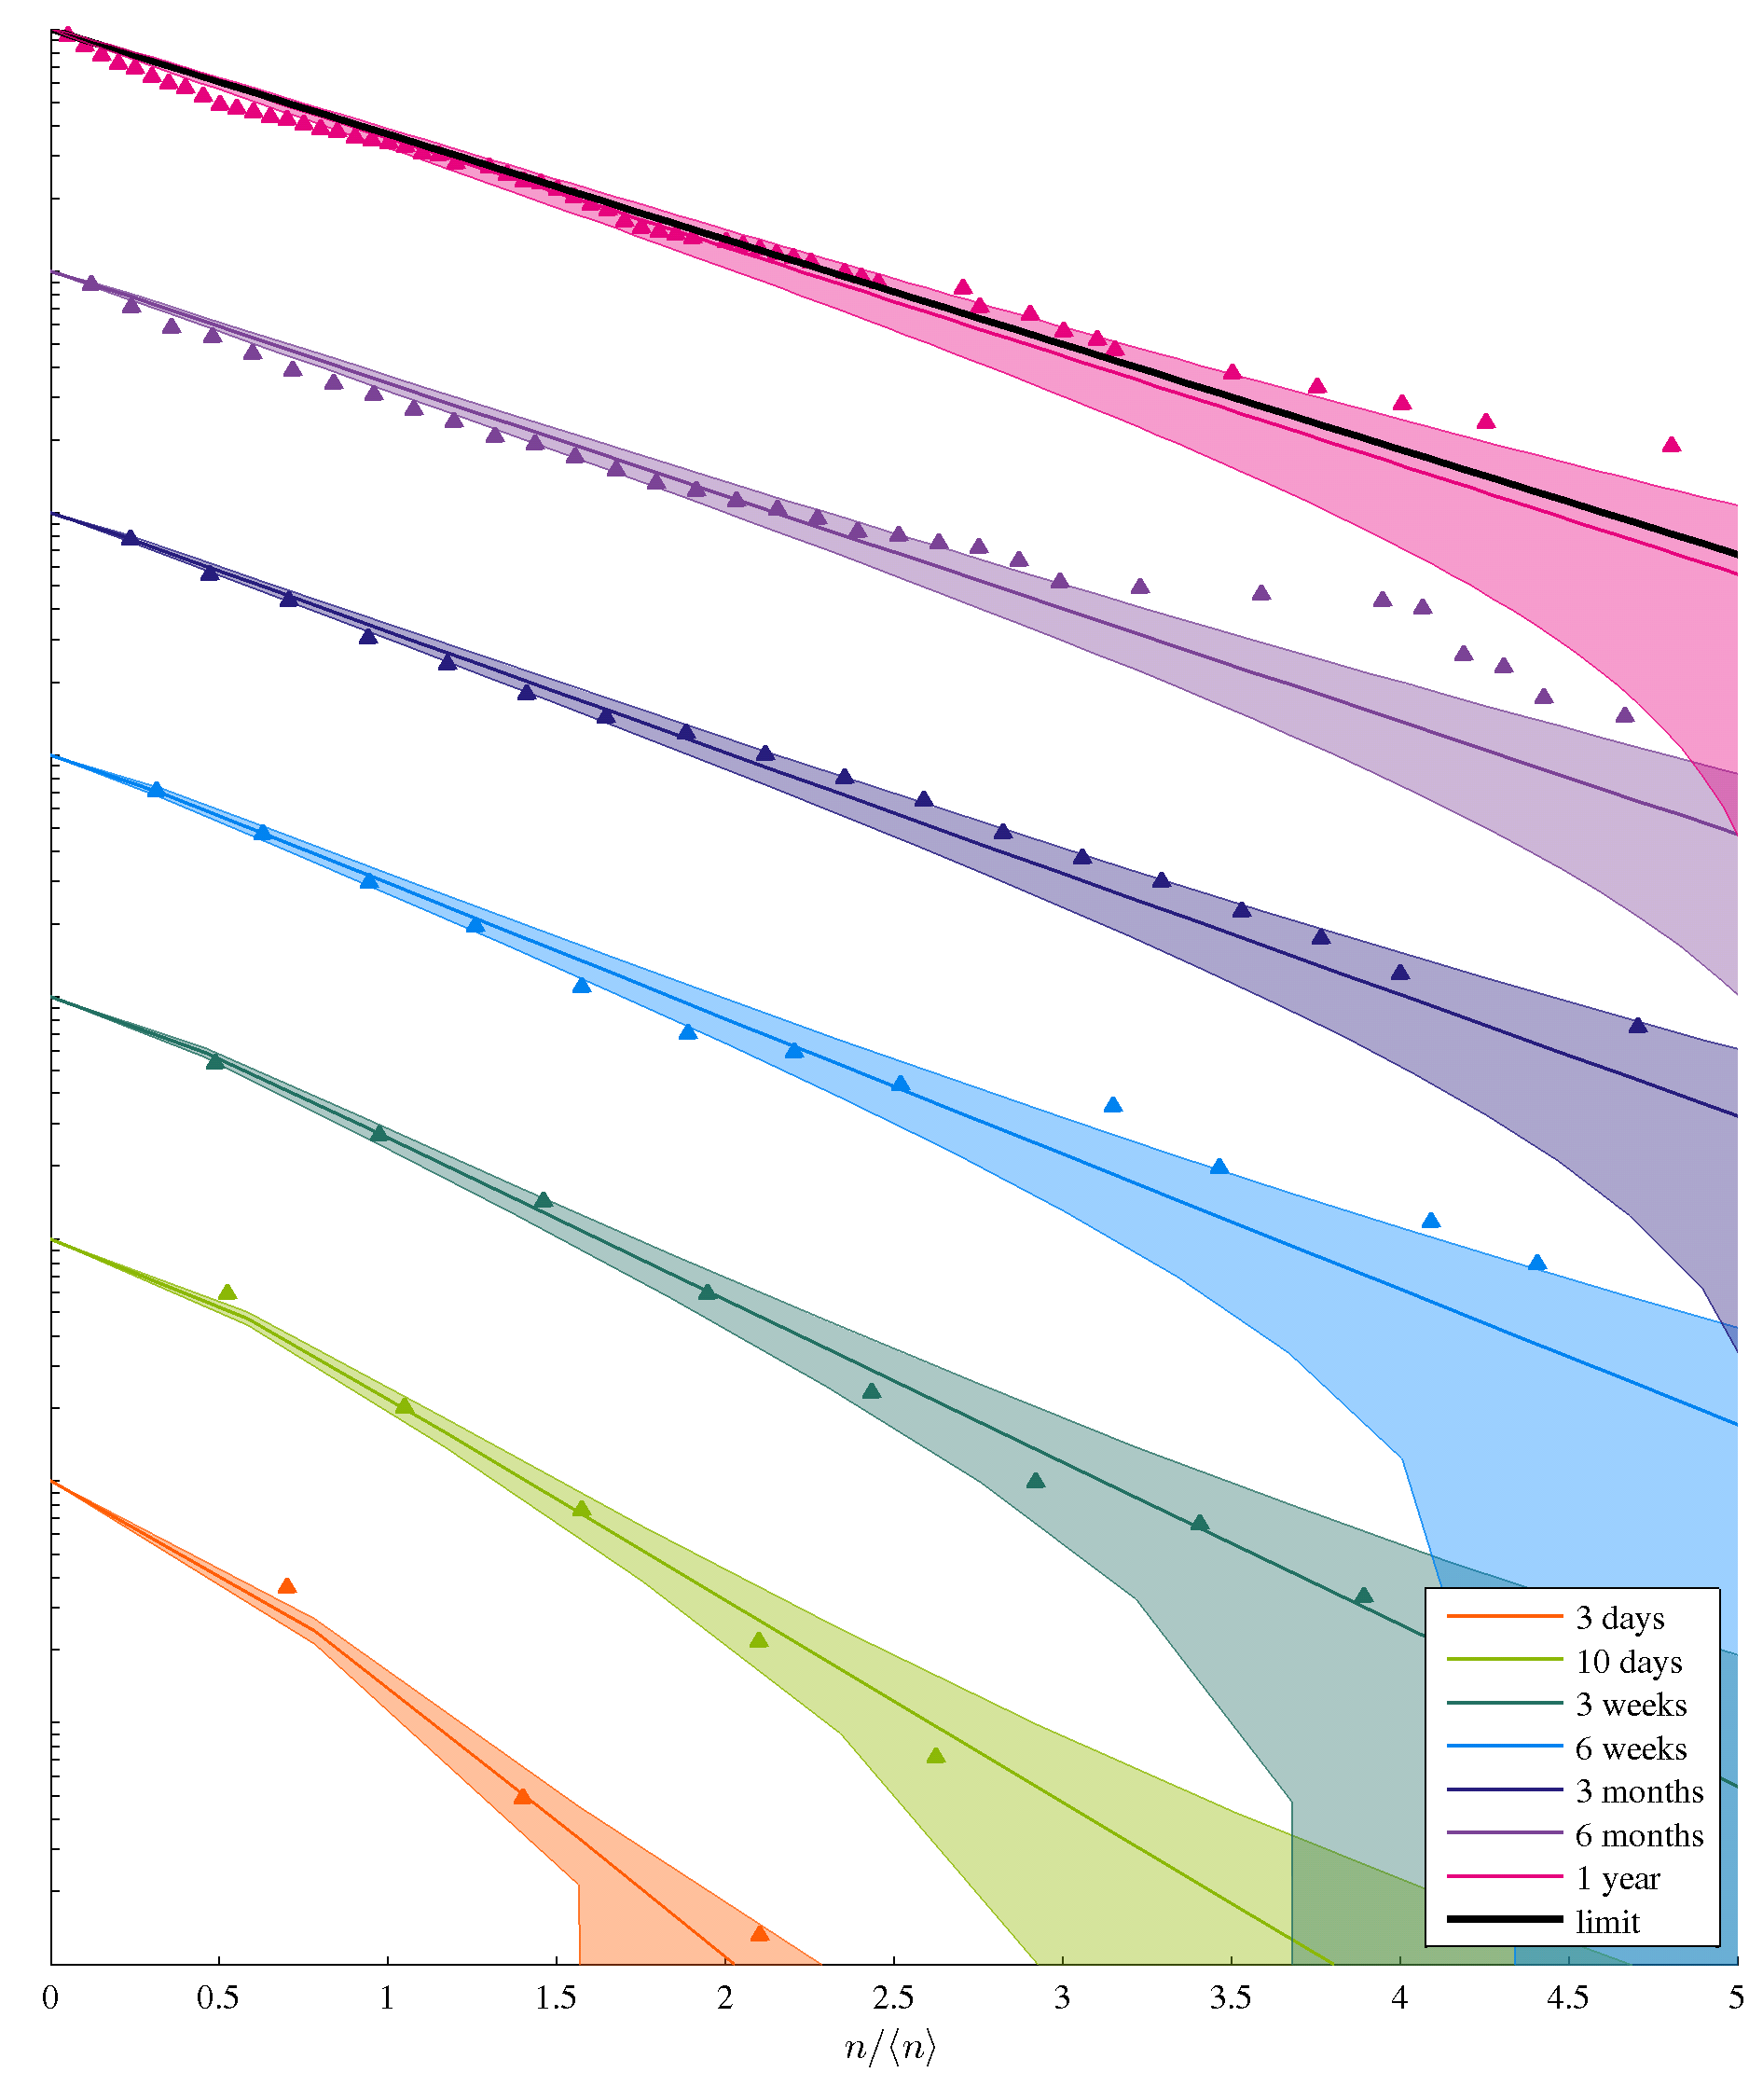 3 days
10 days
3 weeks
6 weeks
3 months
6 months
1 year
limit
0 0.5 1 1.5 2 2.5 3 3.5 4 4.5 5
n/⟨n⟩